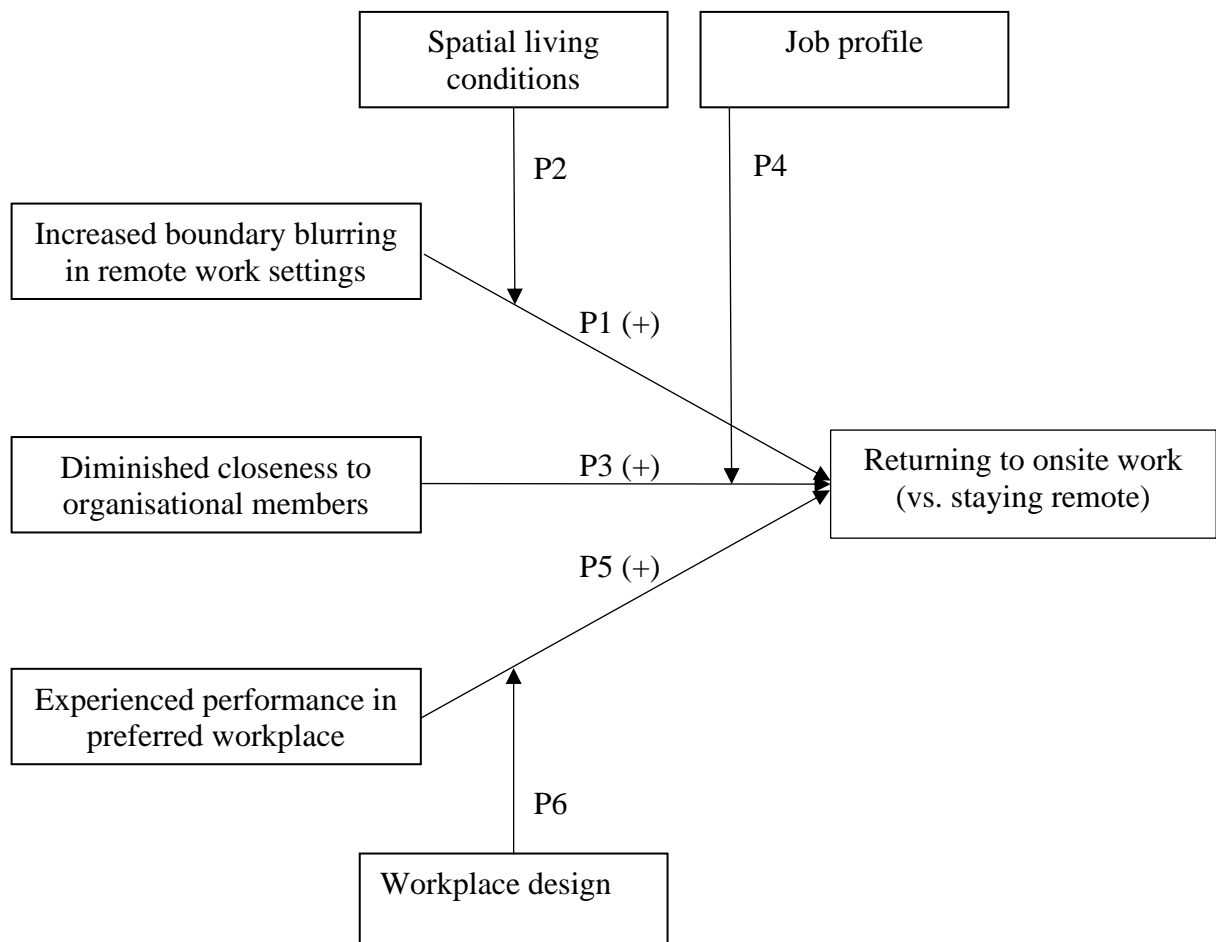 Spatial living
conditions
Job profile
P2
P4
Increased boundary blurring
in remote work settings
P1 (+)
Diminished closeness to
organisational members
P3 (+)
Returning to onsite work
(vs. staying remote)
P5 (+)
Experienced performance in
preferred workplace
P6
Workplace design